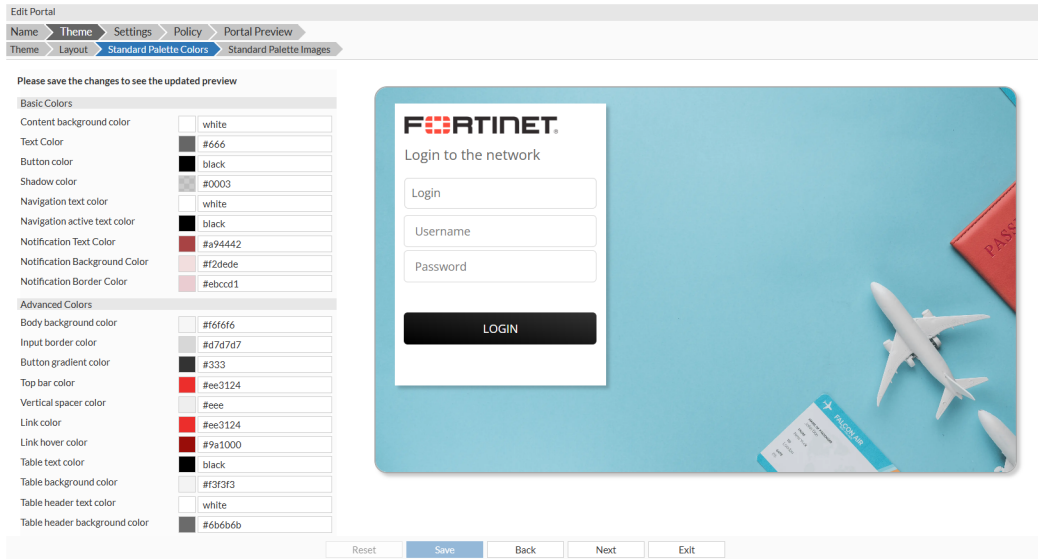 Edit Portal
Name Theme Settings Policy Portal Preview
Theme Layout Standard Palette Colors Standard Palette Images
Please save the changes to see the updated preview
Basic Colors
Content background color white
Text Color #666
Button color black
Shadow color #0003
Navigation text color white
Navigation active text color black
Notification Text Color #a94442
Notification Background Color #f2dede
Notification Border Color #ebccd1
Advanced Colors
Body background color #f6f6f6
Input border color #d7d7d7
Button gradient color #333
Top bar color #ee3124
Vertical spacer color #eee
Link color #ee3124
Link hover color #9a1000
Table text color black
Table background color #f3f3f3
Table header text color white
Table header background color #6b6b6b
FORTINET
Login to the network
Login
Username
Password
LOGIN
PASS
FALCON AIR
Reset Save Back Next Exit